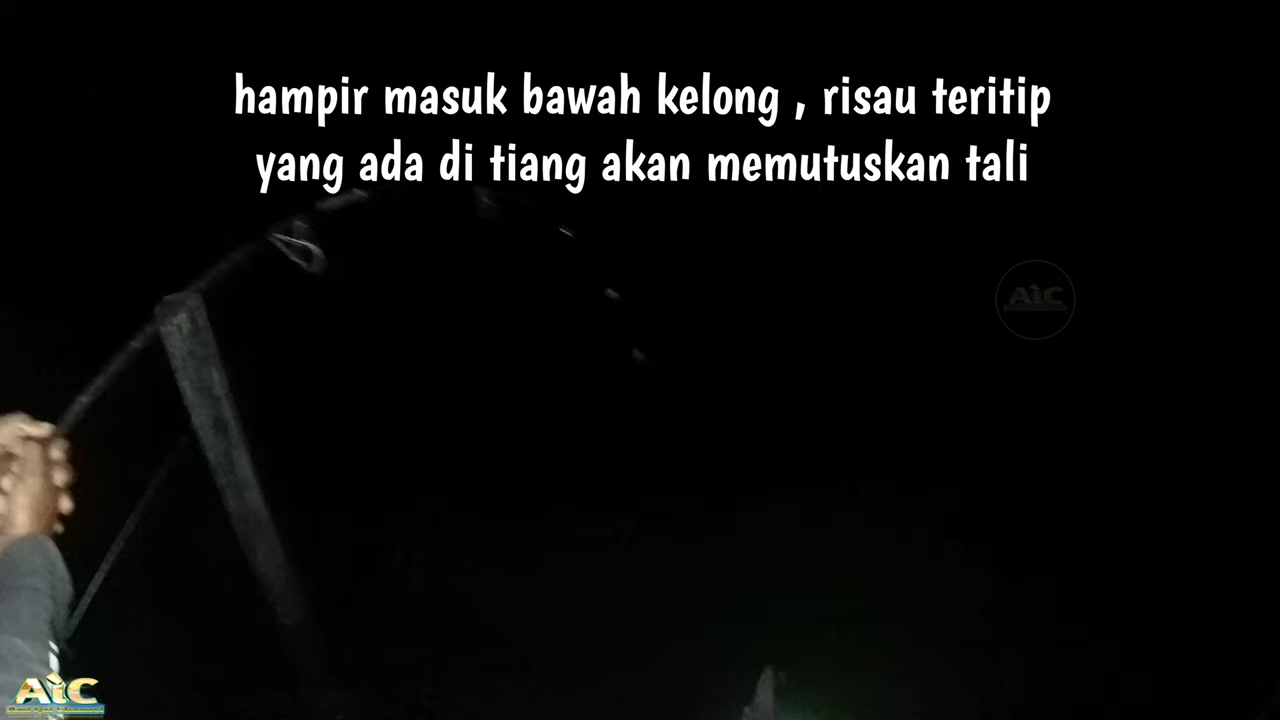 hampir masuk bawah kelong , risau teritip
yang ada di tiang akan memutuskan tali
AiC
AiC